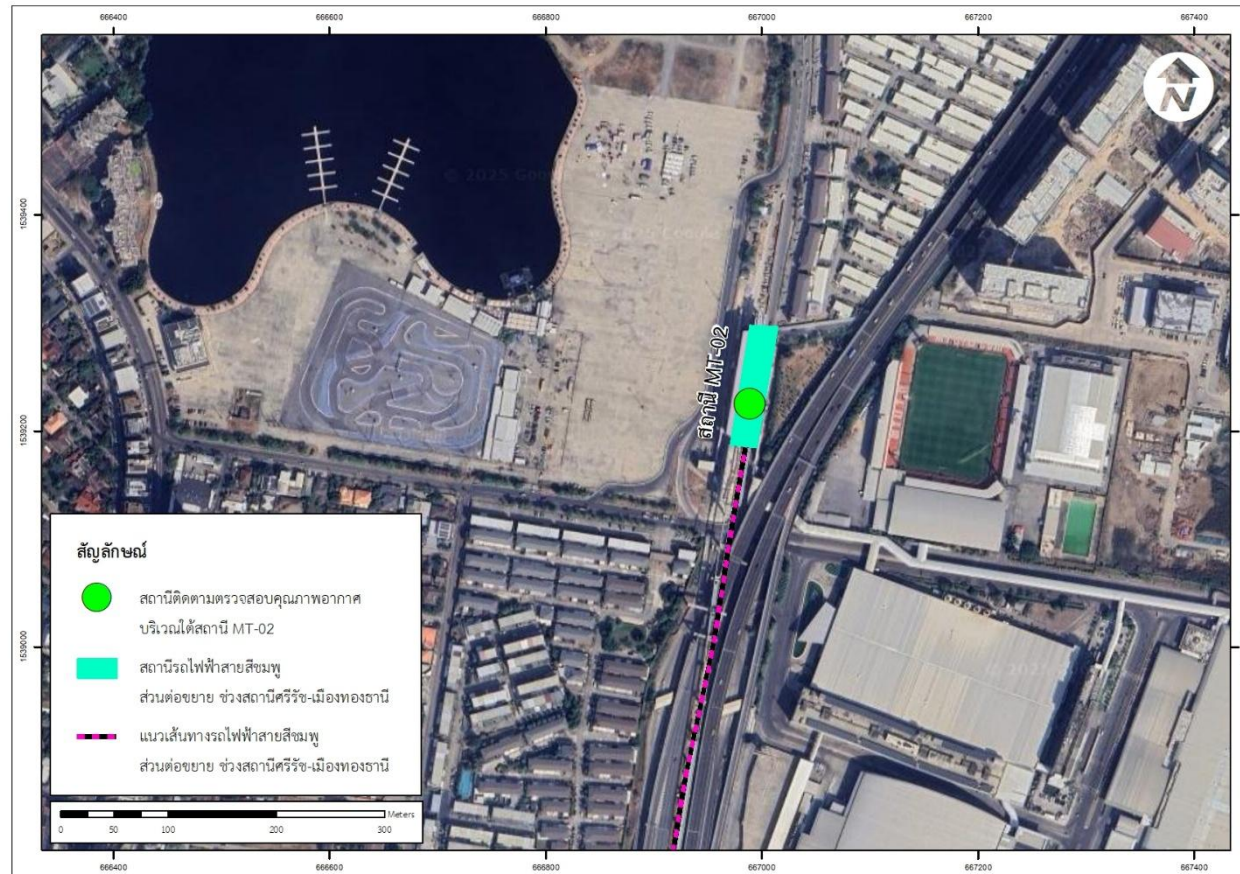 666400 666600 666800 667000 667200 667400
N
© 2025 Goo
1539400
สถานี MT-02
1539200
1539000
สัญลักษณ์
สถานีติดตามตรวจสอบคุณภาพอากาศ
บริเวณใต้สถานี MT-02
สถานีรถไฟฟ้าสายสีชมพู
ส่วนต่อขยาย ช่วงสถานีศรีรัช-เมืองทองธานี
แนวเส้นทางรถไฟฟ้าสายสีชมพู
ส่วนต่อขยาย ช่วงสถานีศรีรัช-เมืองทองธานี
Meters
0 50 100 200 300
666400 666600 666800 667000 667200 667400